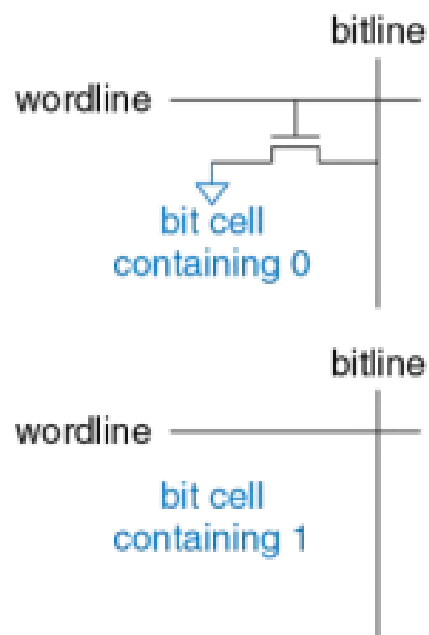 bitline
wordline
bit cell
containing 0
bitline
wordline
bit cell
containing 1